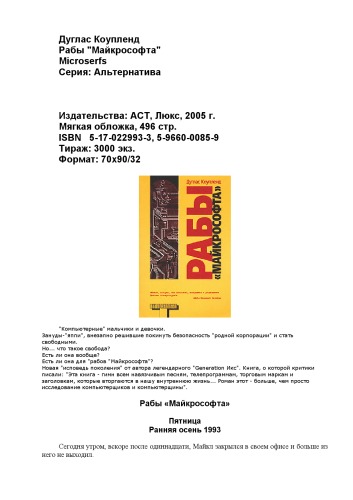 Дуглас Коупленд
Рабы "Майкрософта"
Microserfs
Серия: Альтернатива
Издательства: АСТ, Люкс, 2005 г.
Мягкая обложка, 496 стр.
ISBN 5-17-022993-3, 5-9660-0085-9
Тираж: 3000 экз.
Формат: 70x90/32
Дуглас Коупленд
РАБЫ
«МАЙКРОСОФТА»
"Компьютерные" мальчики и девочки.
Зануды-"яппи", внезапно решившие покинуть безопасность "родной корпорации" и стать
свободными.
Но... что такое свобода?
Есть ли она вообще?
Есть ли она для "рабов "Майкрософта"?
Новая "исповедь поколения" от автора легендарного "Generation Икс". Книга, о которой критики
писали: "Эта книга - гимн всем навязчивым песням, телепрограммам, торговым маркам и
заголовкам, которые вторгаются в нашу внутреннюю жизнь... Роман этот - больше, чем просто
исследование компьютерщиков и компьютерщины".
Рабы «Майкрософта»
Пятница
Ранняя осень 1993
Сегодня утром, вскоре после одиннадцати, Майкл закрылся в своем офисе и больше из
него не выходил.